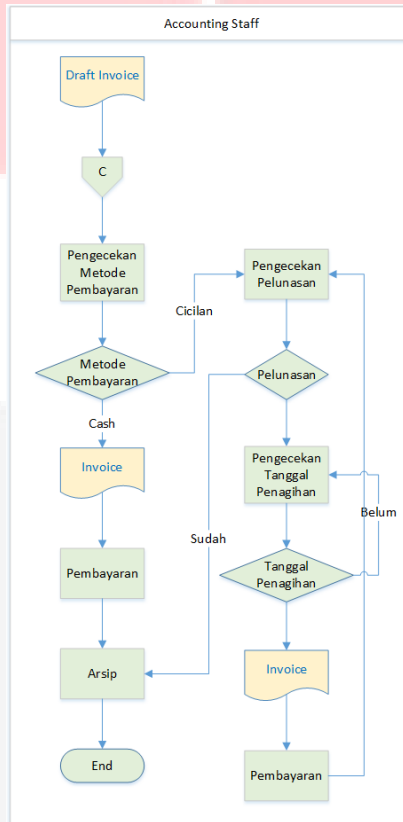 Accounting Staff
Draft Invoice
C
Pengecekan
Metode
Pembayaran
Metode
Pembayaran
Cicilan
Cash
Invoice
Pembayaran
Arsip
End
Pengecekan
Pelunasan
Pelunasan
Sudah
Pengecekan
Tanggal
Penagihan
Belum
Tanggal
Penagihan
Invoice
Pembayaran